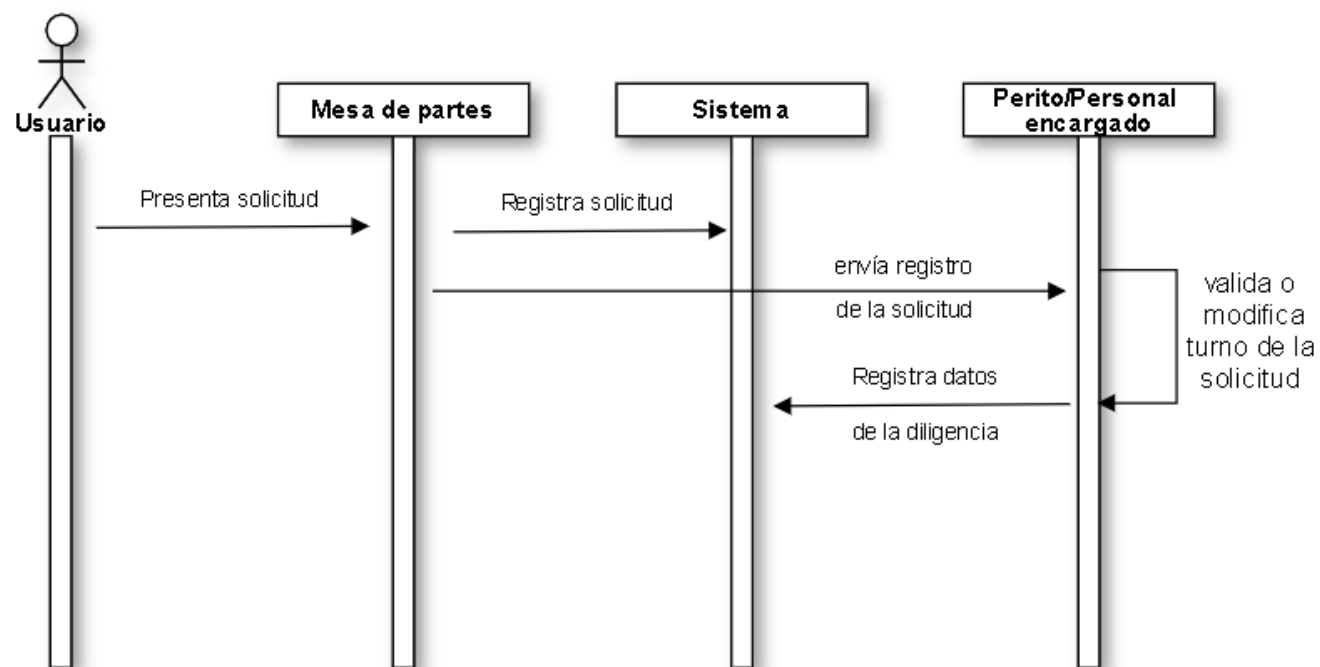 Usuario
Mesa de partes
Sistema
Perito/Personal
encargado
Presenta solicitud
Registra solicitud
envía registro
de la solicitud
valida o
modifica
turno de la
solicitud
Registra datos
de la diligencia